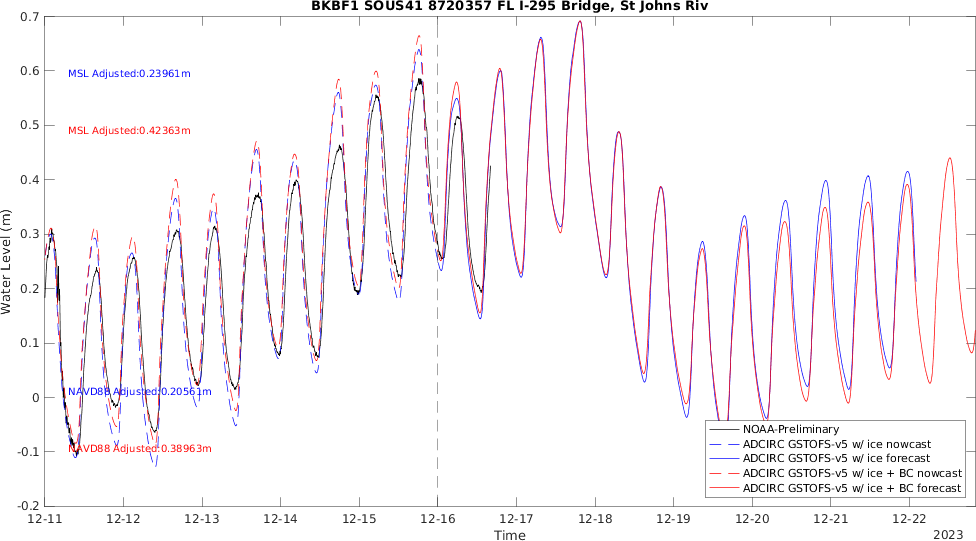 BKBF1 SOUS41 8720357 FL I-295 Bridge, St Johns Riv
0.7
0.6
0.5
0.4
0.3
0.2
0.1
0
-0.1
-0.2
Water Level (m)
MSL Adjusted:0.23961m
MSL Adjusted:0.42363m
NAVD88 Adjusted:0.20561m
NAVD88 Adjusted:0.38963m
NOAA-Preliminary
ADCIRC GSTOFS-v5 w/ ice nowcast
ADCIRC GSTOFS-v5 w/ ice forecast
ADCIRC GSTOFS-v5 w/ ice + BC nowcast
ADCIRC GSTOFS-v5 w/ ice + BC forecast
12-11 12-12 12-13 12-14 12-15 12-16 12-17 12-18 12-19 12-20 12-21 12-22
Time
2023